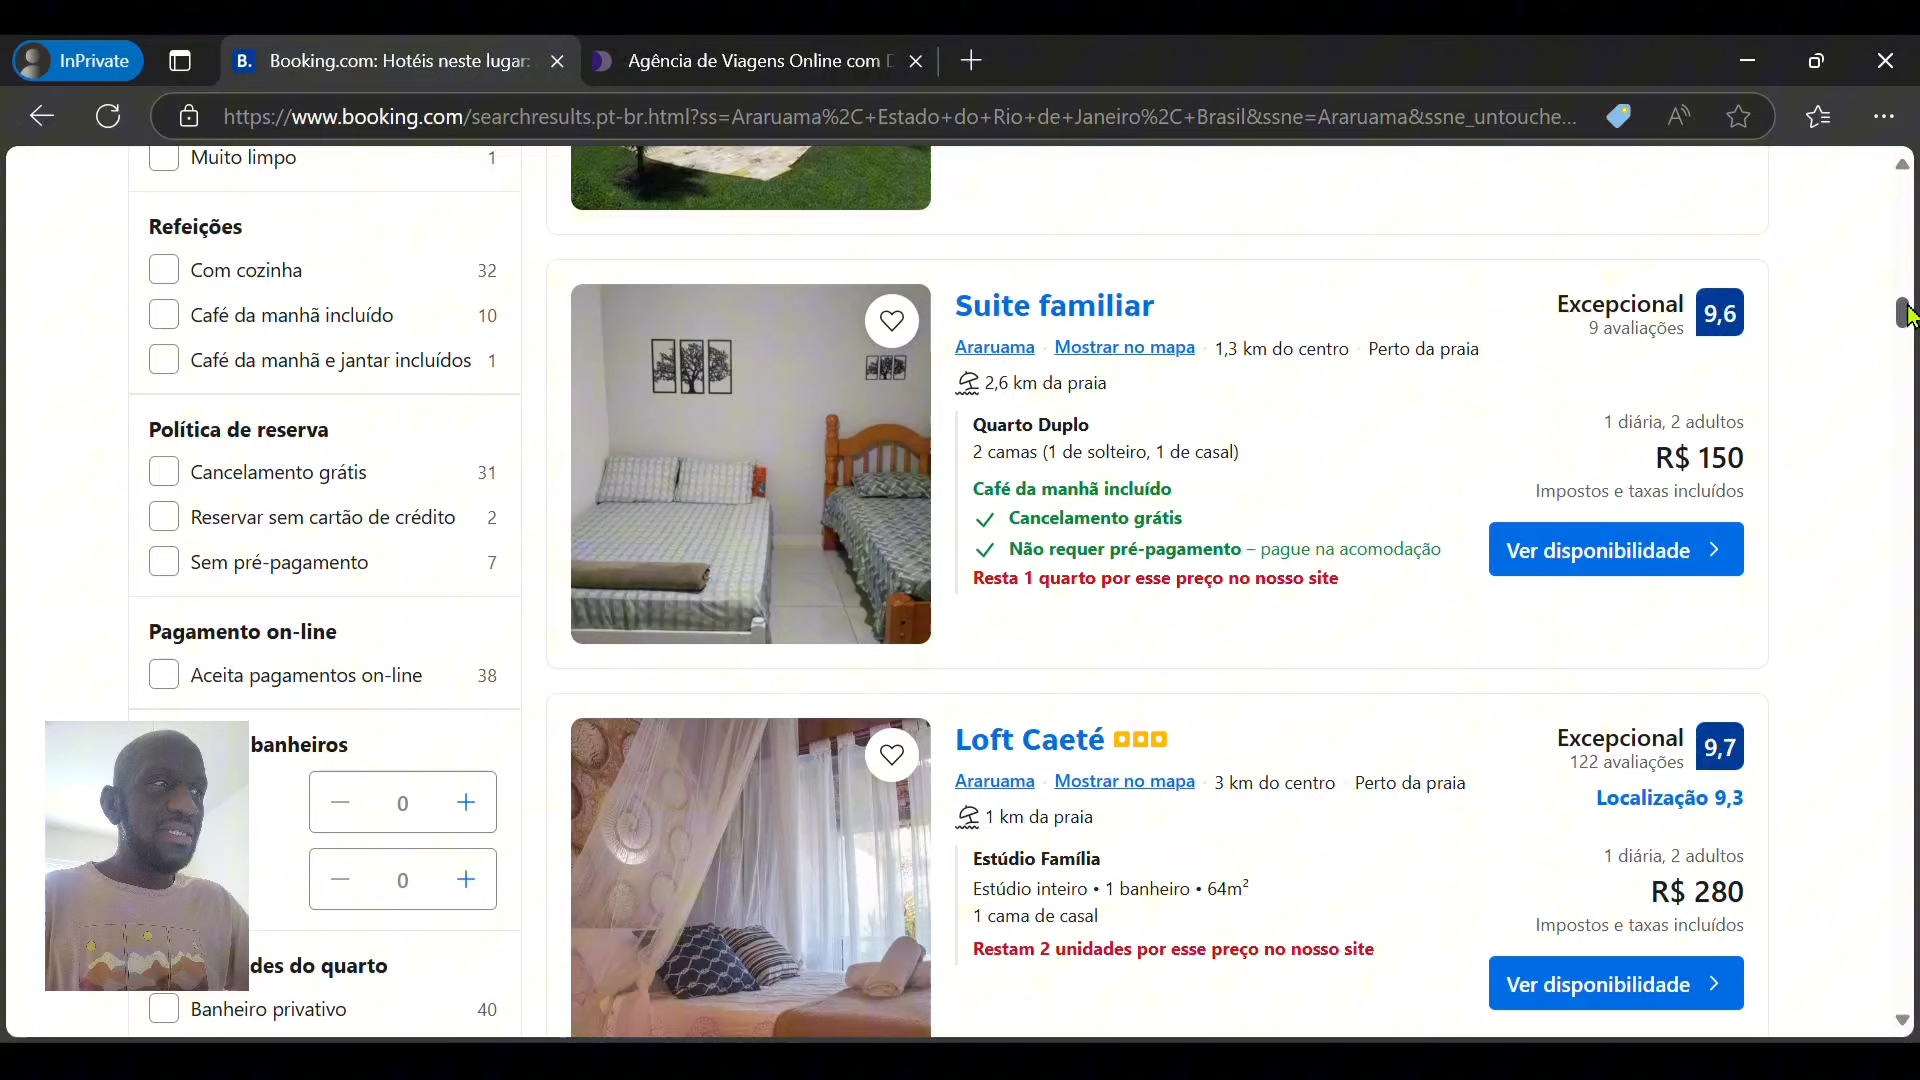 InPrivate
Booking.com: Hotéis neste lugar:
Agência de Viagens Online com
https://www.booking.com/searchresults.pt-br.html?ss=Araruama%2C+Estado+do+Rio+de+Janeiro%2C+Brasil&ssne=Araruama&ssne_untouche...
Muito limpo 1
Refeições
Com cozinha 32
Café da manhã incluído 10
Café da manhã e jantar incluídos 1
Política de reserva
Cancelamento grátis 31
Reservar sem cartão de crédito 2
Sem pré-pagamento 7
Pagamento on-line
Aceita pagamentos on-line 38
banheiros
0
0
des do quarto
Banheiro privativo 40
Suite familiar
Araruama Mostrar no mapa 1,3 km do centro Perto da praia
2,6 km da praia
Quarto Duplo
2 camas (1 de solteiro, 1 de casal)
Café da manhã incluído
Cancelamento grátis
Não requer pré-pagamento – pague na acomodação
Resta 1 quarto por esse preço no nosso site
Excepcional 9,6
9 avaliações
1 diária, 2 adultos
R$ 150
Impostos e taxas incluídos
Ver disponibilidade
Loft Caeté
Araruama Mostrar no mapa 3 km do centro Perto da praia
1 km da praia
Estúdio Família
Estúdio inteiro • 1 banheiro • 64m²
1 cama de casal
Restam 2 unidades por esse preço no nosso site
Excepcional 9,7
122 avaliações
Localização 9,3
1 diária, 2 adultos
R$ 280
Impostos e taxas incluídos
Ver disponibilidade